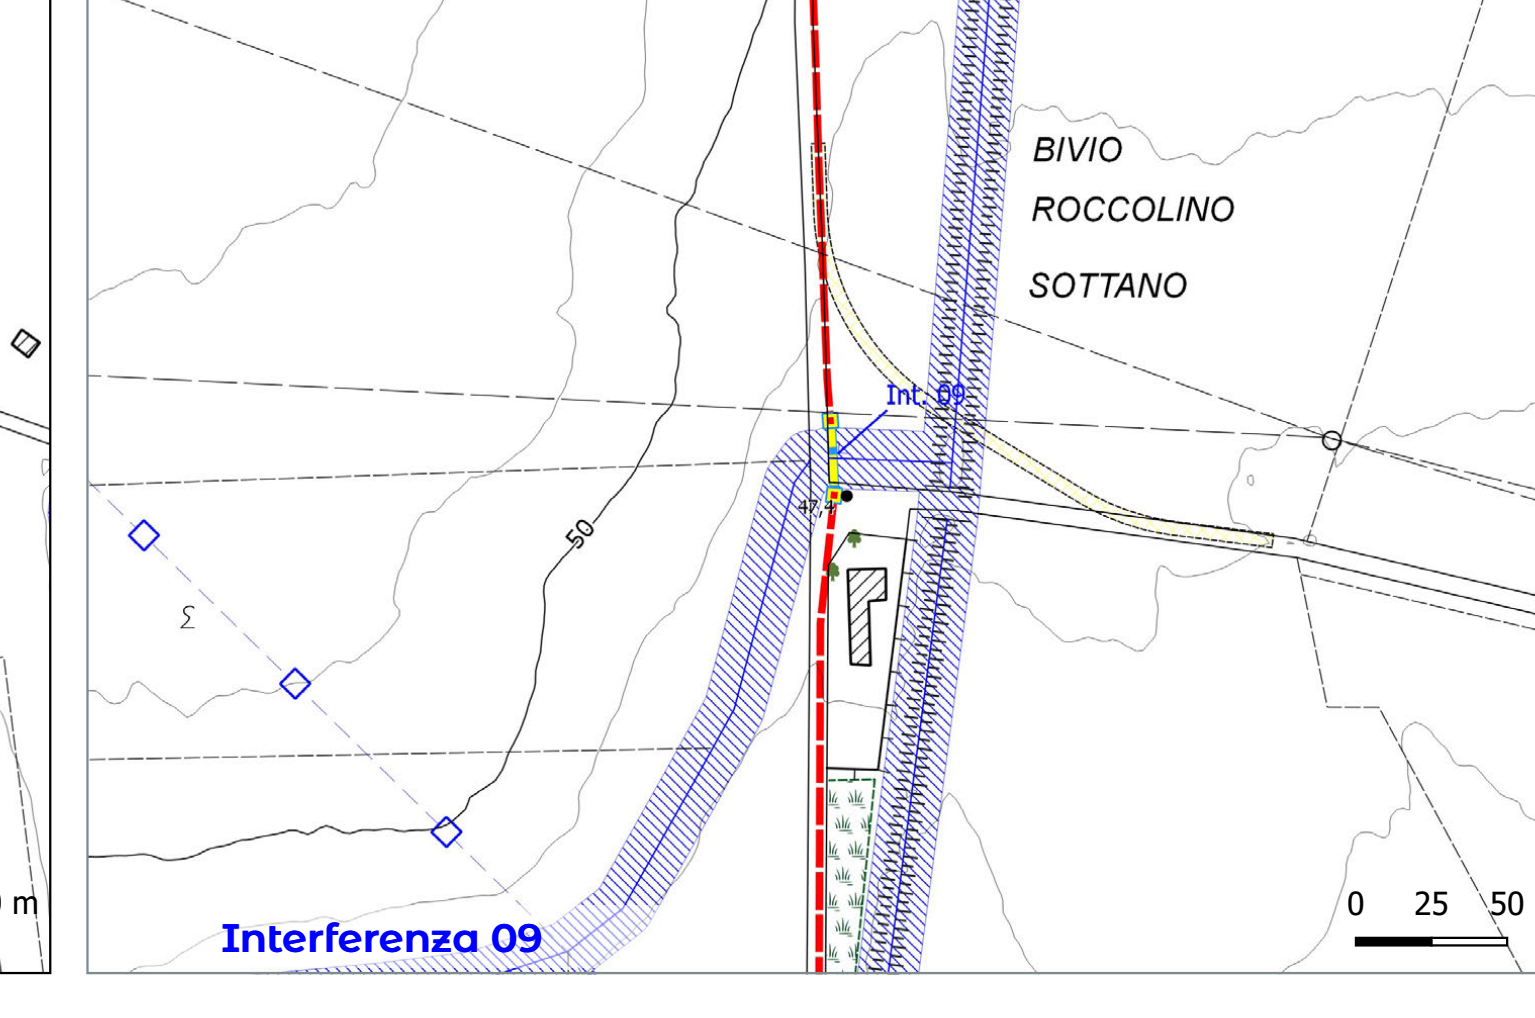 BIVIO
ROCCOLINO
SOTTANO
Int. 09
47,4
50
m
0 25 50
Interferenza 09